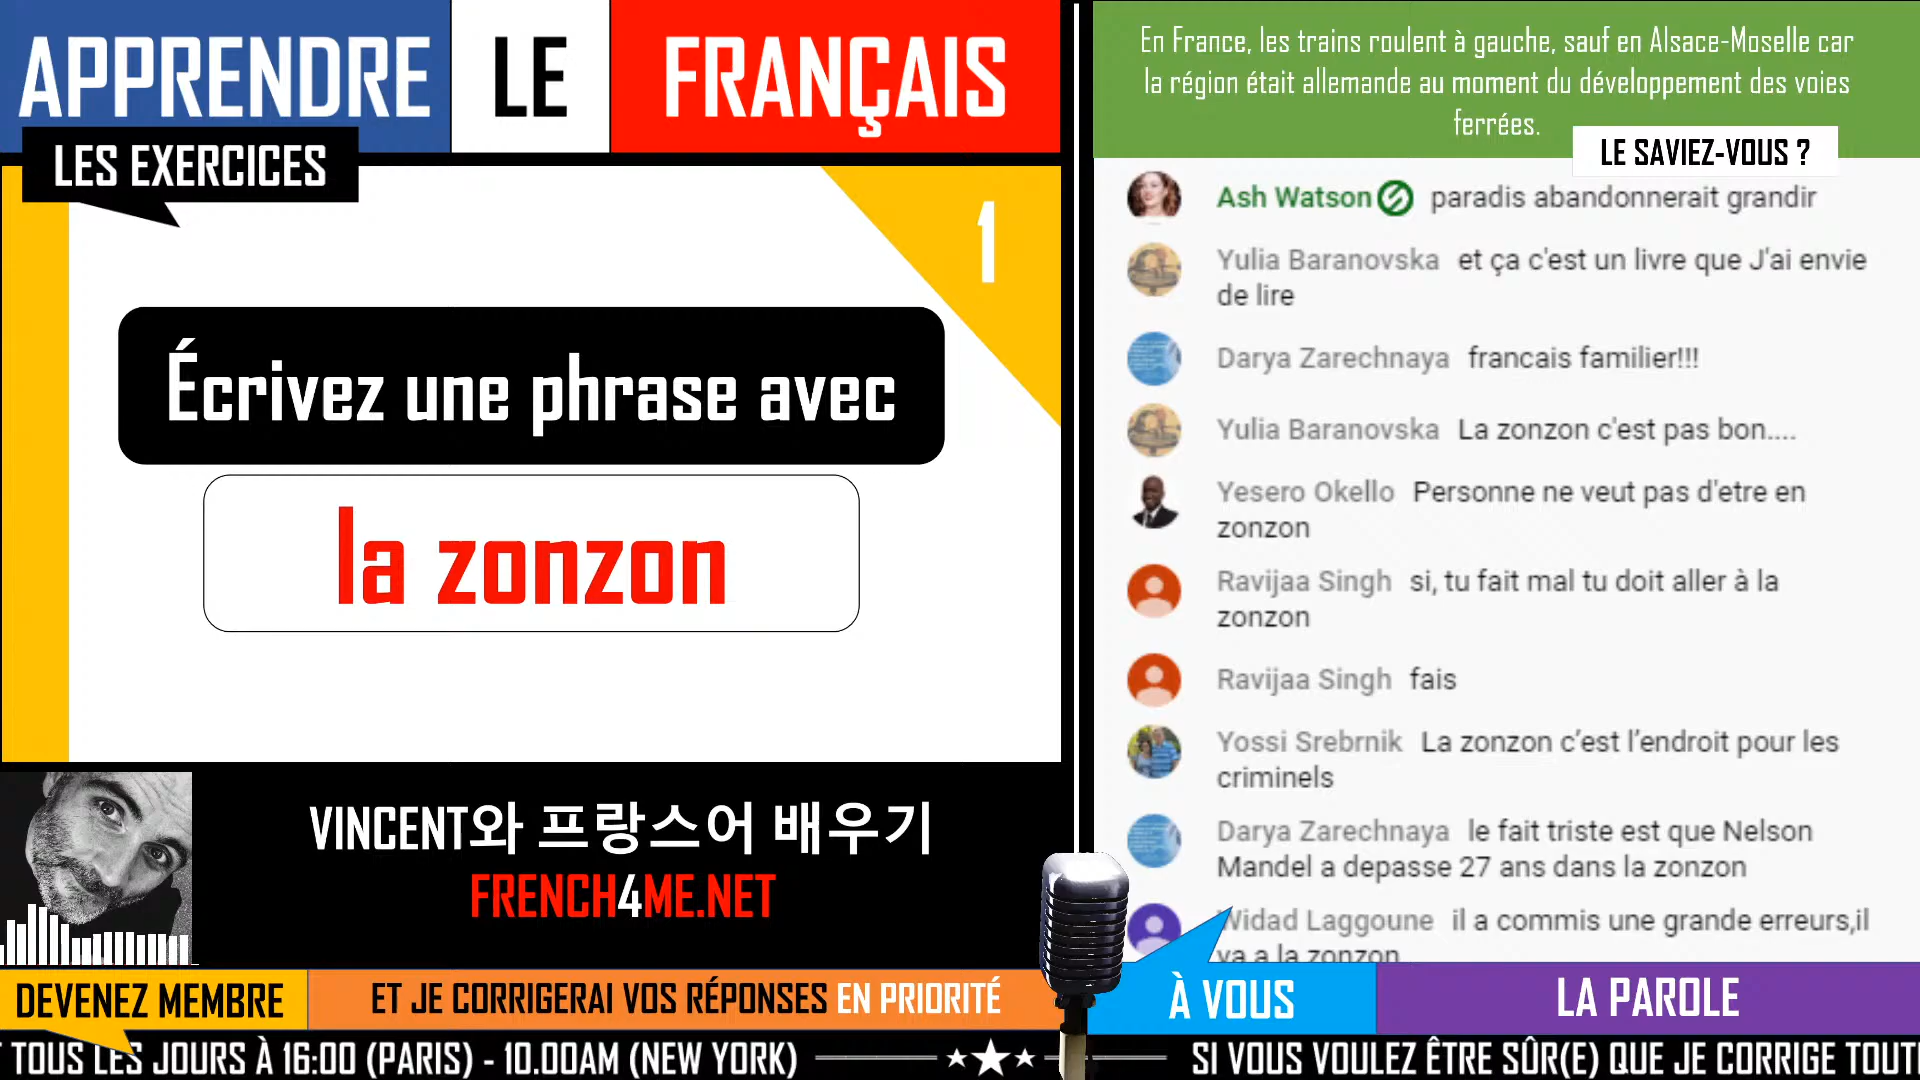 APPRENDRE LE FRANÇAIS
LES EXERCICES
1
Écrivez une phrase avec
la zonzon
VINCENT와 프랑스어 배우기
FRENCH4ME.NET
DEVENEZ MEMBRE
ET JE CORRIGERAI VOS RÉPONSES EN PRIORITÉ
En France, les trains roulent à gauche, sauf en Alsace-Moselle car
la région était allemande au moment du développement des voies
ferrées.
LE SAVIEZ-VOUS ?
Ash Watson paradis abandonnerait grandir
Yulia Baranovska et ça c'est un livre que J'ai envie
de lire
Darya Zarechnaya francais familier!!!
Yulia Baranovska La zonzon c'est pas bon....
Yesero Okello Personne ne veut pas d'etre en
zonzon
Ravijaa Singh si, tu fait mal tu doit aller à la
zonzon
Ravijaa Singh fais
Yossi Srebrnik La zonzon c’est l’endroit pour les
criminels
Darya Zarechnaya le fait triste est que Nelson
Mandel a depasse 27 ans dans la zonzon
Widad Laggoune il a commis une grande erreurs,il
va a la zonzon
À VOUS
LA PAROLE
TOUS LES JOURS À 16:00 (PARIS) - 10.00AM (NEW YORK)
SI VOUS VOULEZ ÊTRE SÛR(E) QUE JE CORRIGE